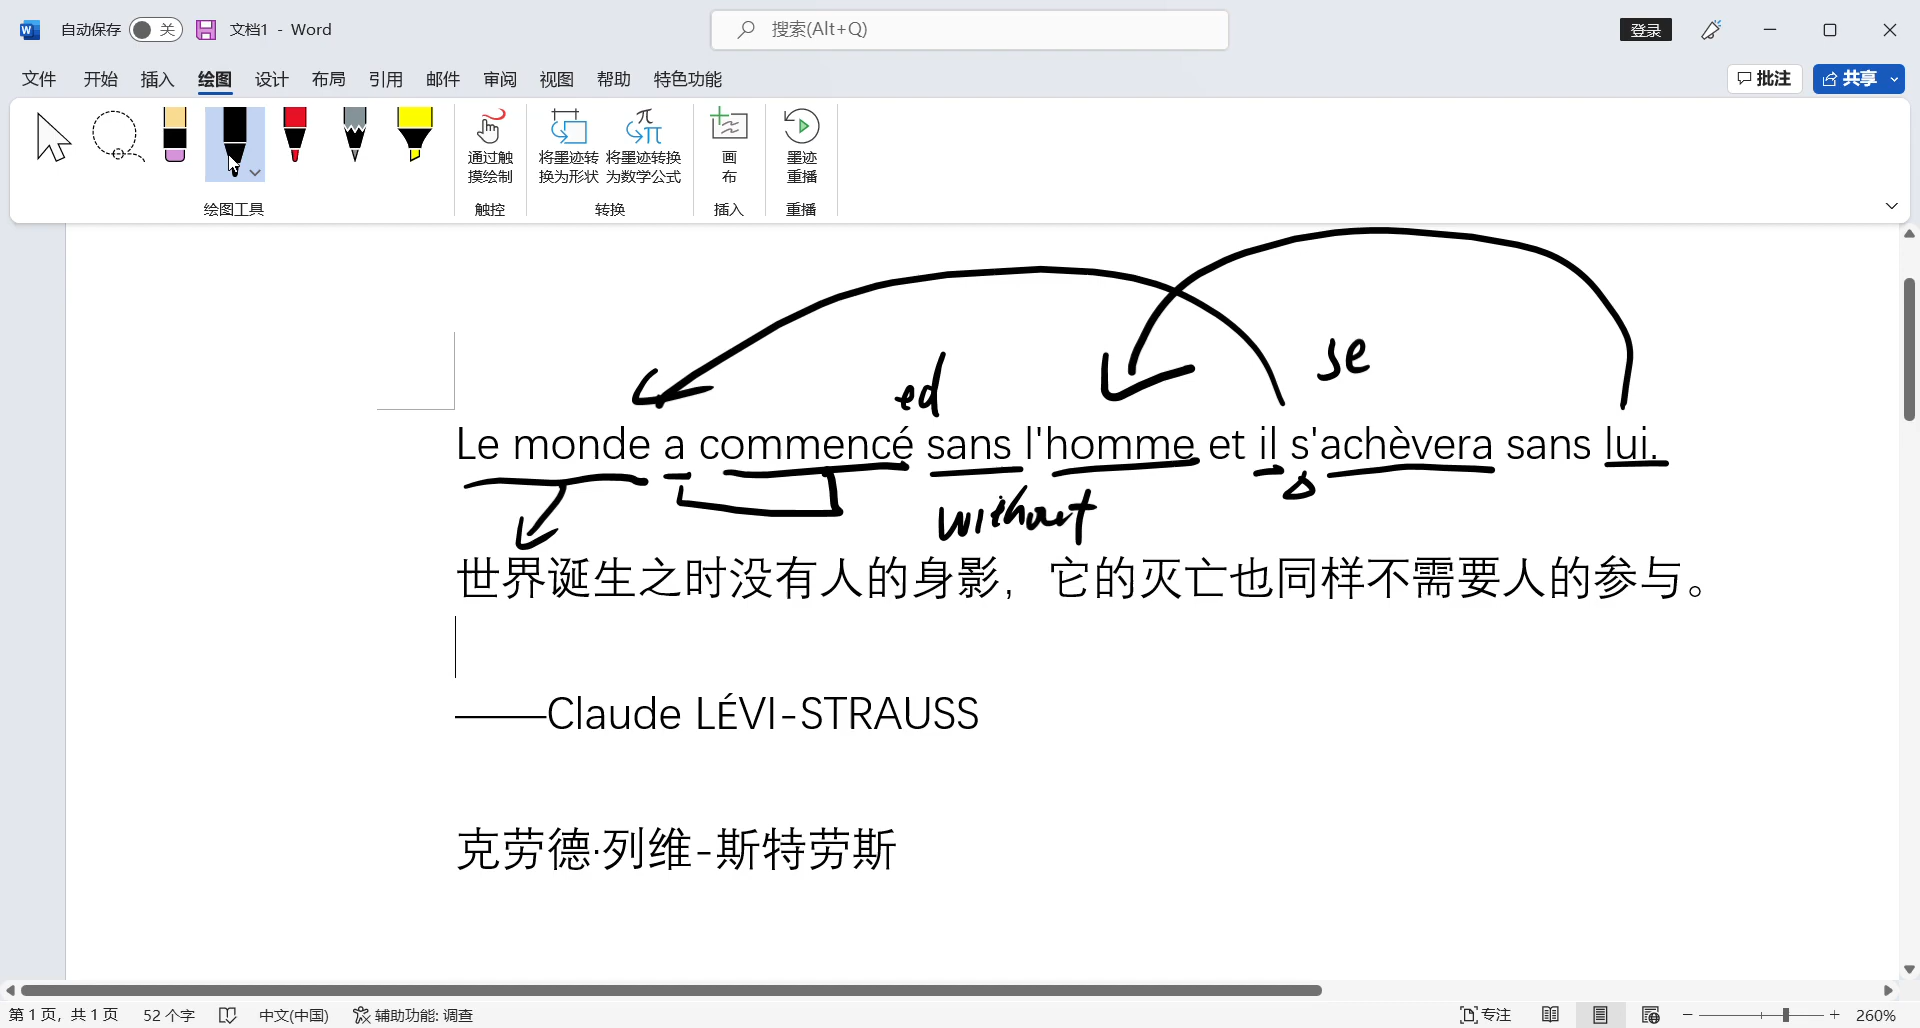 自动保存 关 文档1 - Word 搜索(Alt+Q) 登录
文件 开始 插入 绘图 设计 布局 引用 邮件 审阅 视图 帮助 特色功能 批注 共享
通过触摸绘制 将墨迹转换为形状 将墨迹转换为数学公式 画布 墨迹重播
绘图工具 触控 转换 插入 重播
se
ed
Le monde a commencé sans l'homme et il s'achèvera sans lui.
without
世界诞生之时没有人的身影，它的灭亡也同样不需要人的参与。
——Claude LÉVI-STRAUSS
克劳德·列维-斯特劳斯
第1页，共1页 52个字 中文(中国) 辅助功能: 调查 专注 260%